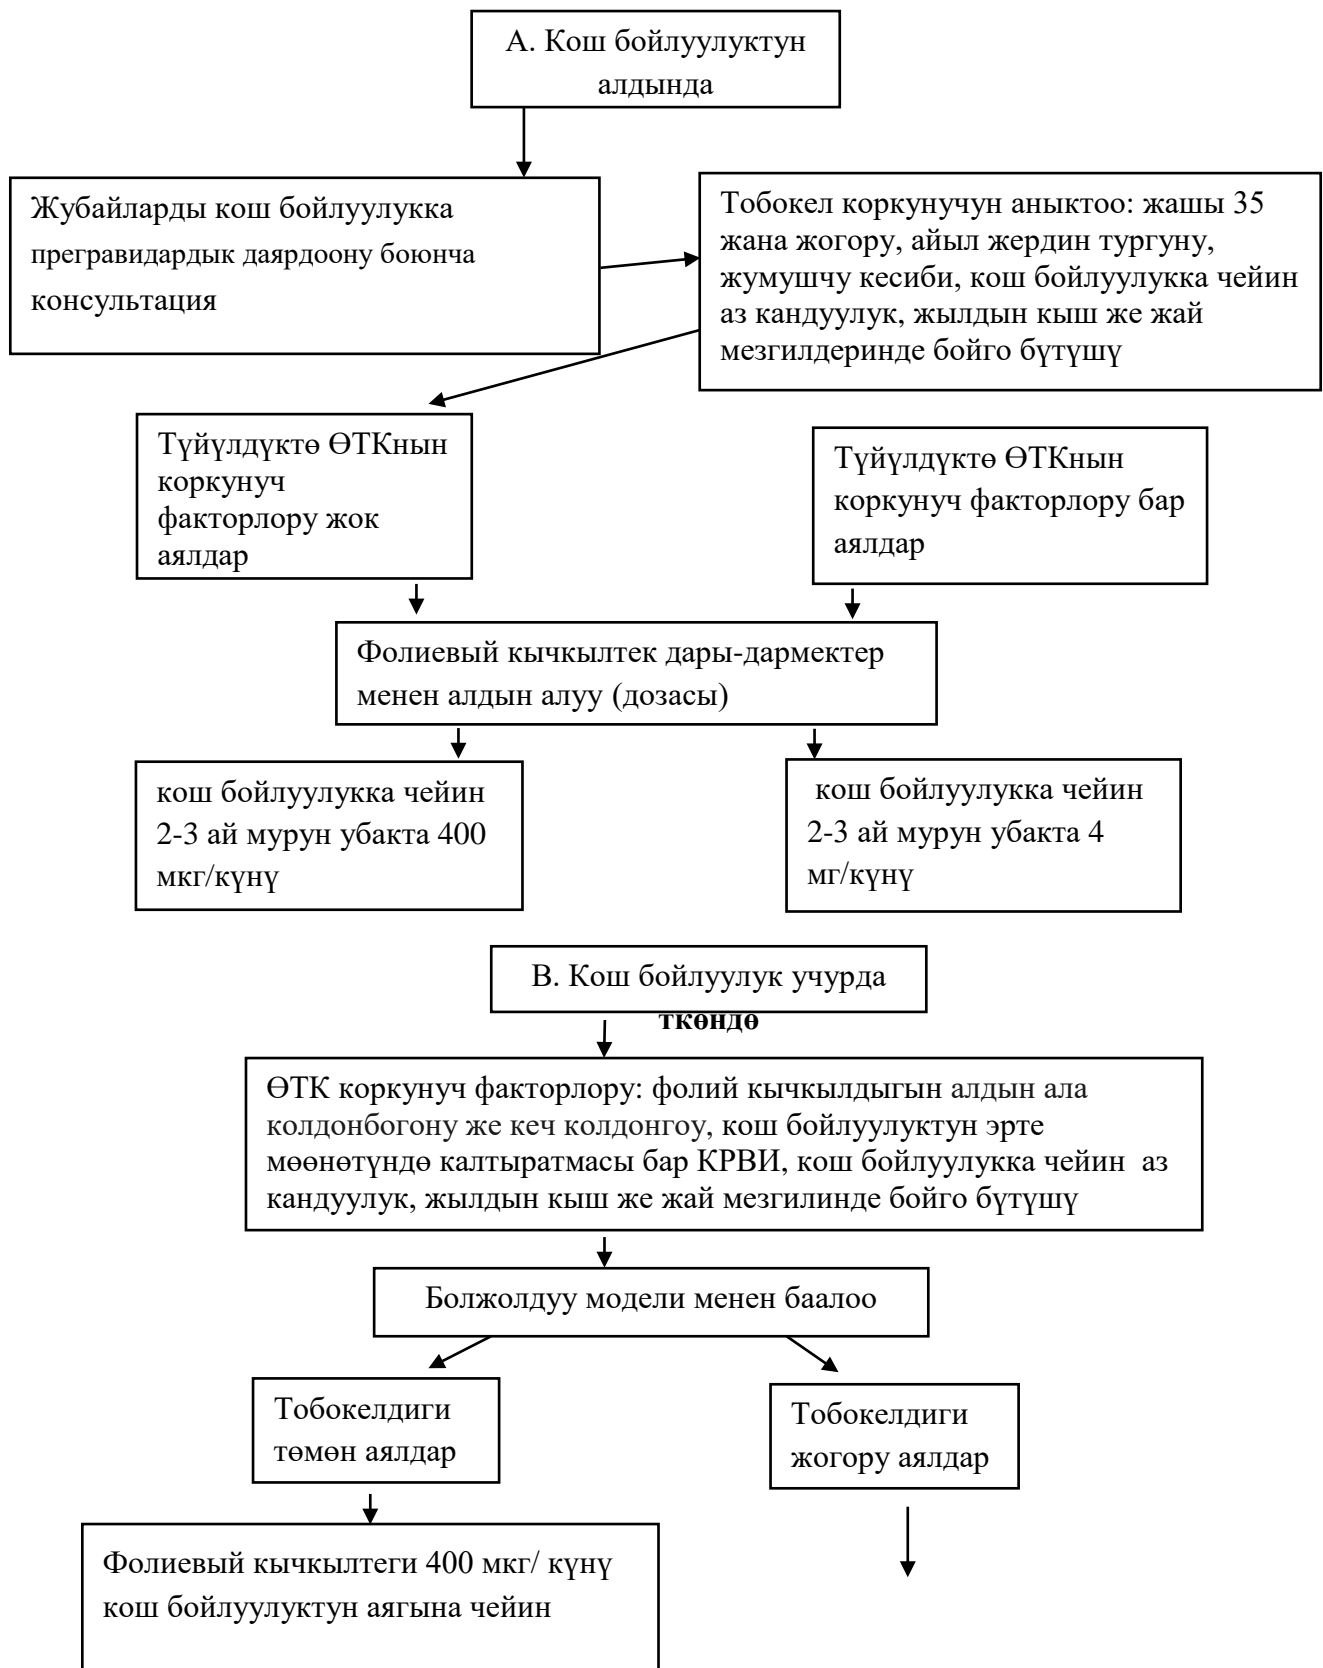 А. Кош бойлуулуктун
алдында
Жубайларды кош бойлуулукка
прегравидардык даярдоону боюнча
консультация
Тобокел коркунучун аныктоо: жашы 35
жана жогору, айыл жердин тургуну,
жумушчу кесиби, кош бойлуулукка чейин
аз кандуулук, жылдын кыш же жай
мезгилдеринде бойго бүтүшү
Түйүлдүктө ӨТКнын
коркунуч
факторлору жок
аялдар
Түйүлдүктө ӨТКнын
коркунуч факторлору бар
аялдар
Фолиевый кычкылтек дары-дармектер
менен алдын алуу (дозасы)
кош бойлуулукка чейин
2-3 ай мурун убакта 400
мкг/күнү
кош бойлуулукка чейин
2-3 ай мурун убакта 4
мг/күнү
В. Кош бойлуулук учурда
ткөндө
ӨТК коркунуч факторлору: фолий кычкылдыгын алдын ала
колдонбогону же кеч колдонгоу, кош бойлуулуктун эрте
мөөнөтүндө калтыратмасы бар КРВИ, кош бойлуулукка чейин аз
кандуулук, жылдын кыш же жай мезгилинде бойго бүтүшү
Болжолдуу модели менен баалоо
Тобокелдиги
төмөн аялдар
Тобокелдиги
жогору аялдар
Фолиевый кычкылтеги 400 мкг/ күнү
кош бойлуулуктун аягына чейин